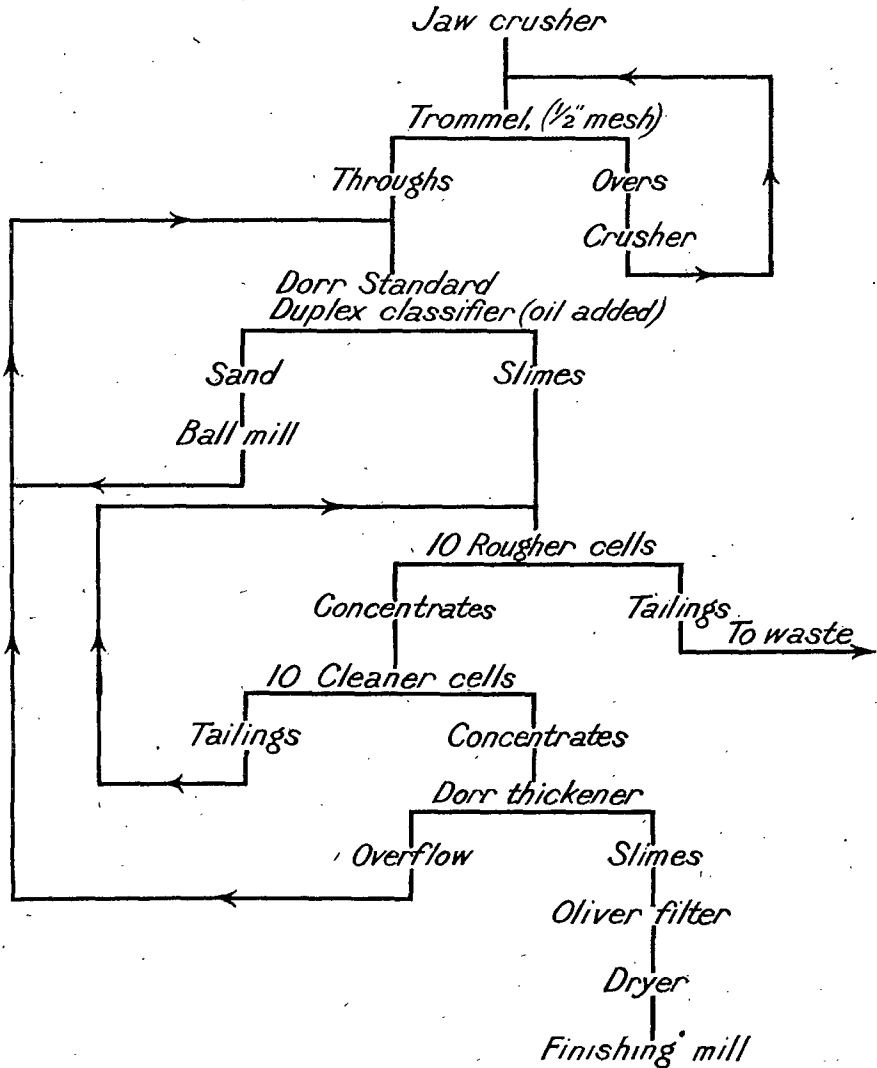 Jaw crusher
Trommel, (1/2" mesh)
Throughs
Overs
Crusher
Dorr Standard
Duplex classifier (oil added)
Sand
Slimes
Ball mill
10 Rougher cells
Concentrates
Tailings
To waste
10 Cleaner cells
Tailings
Concentrates
Dorr thickener
Overflow
Slimes
Oliver filter
Dryer
Finishing mill